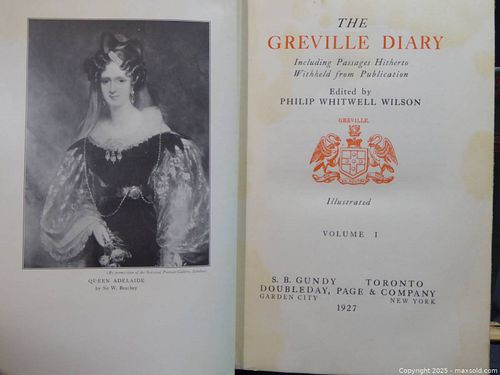 (By permission of the National Portrait Gallery, London)
QUEEN ADELAIDE
by Sir W. Beechey
THE
GREVILLE DIARY
Including Passages Hitherto
Withheld from Publication
Edited by
PHILIP WHITWELL WILSON
GREVILLE.
Illustrated
VOLUME I
S. B. GUNDY TORONTO
DOUBLEDAY, PAGE & COMPANY
GARDEN CITY NEW YORK
1927
Copyright 2025 - maxsold.com